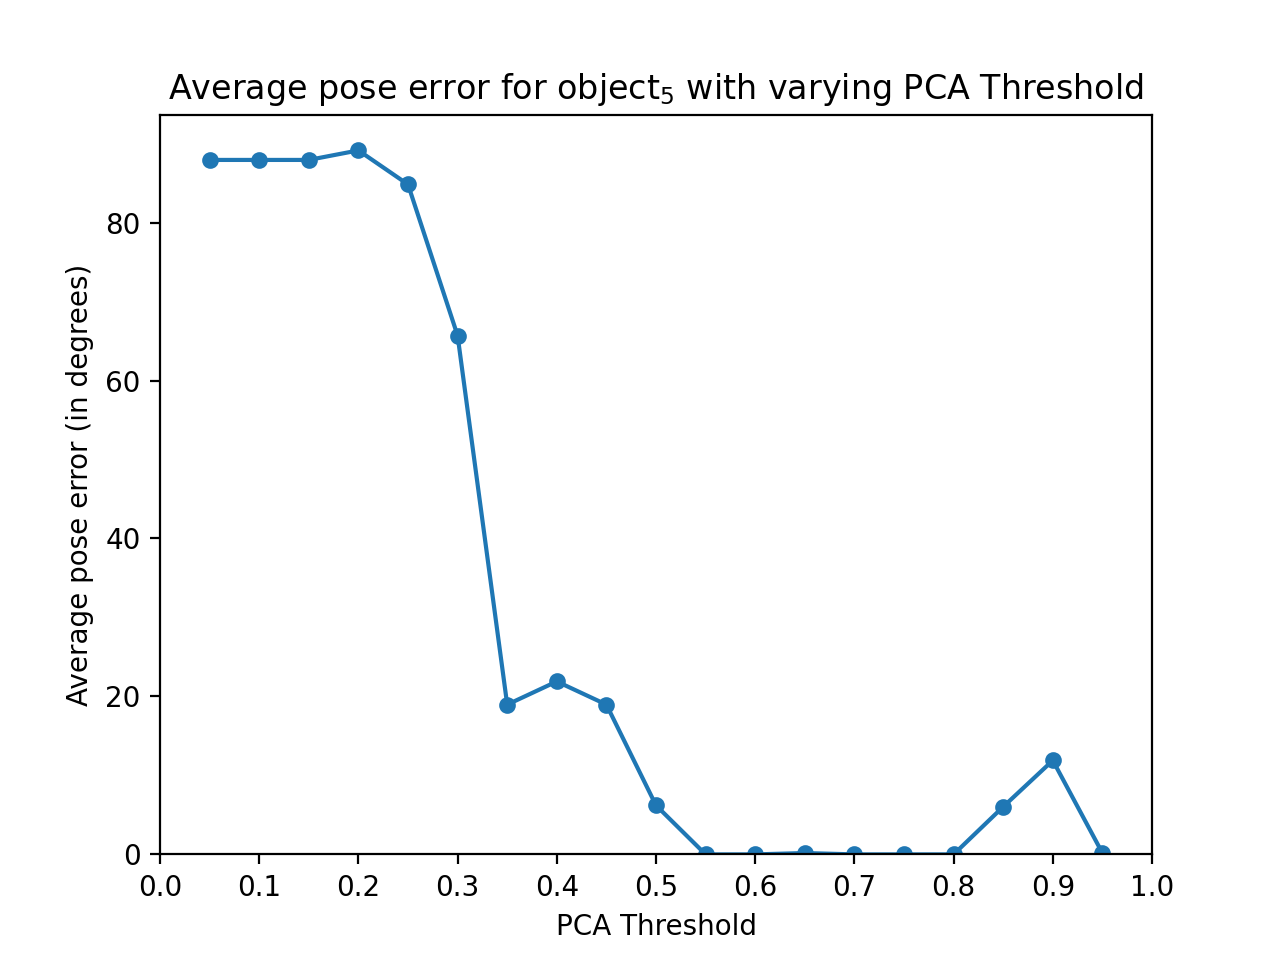 Average pose error for object₅ with varying PCA Threshold
Average pose error (in degrees)
80
60
40
20
0
0.0 0.1 0.2 0.3 0.4 0.5 0.6 0.7 0.8 0.9 1.0
PCA Threshold